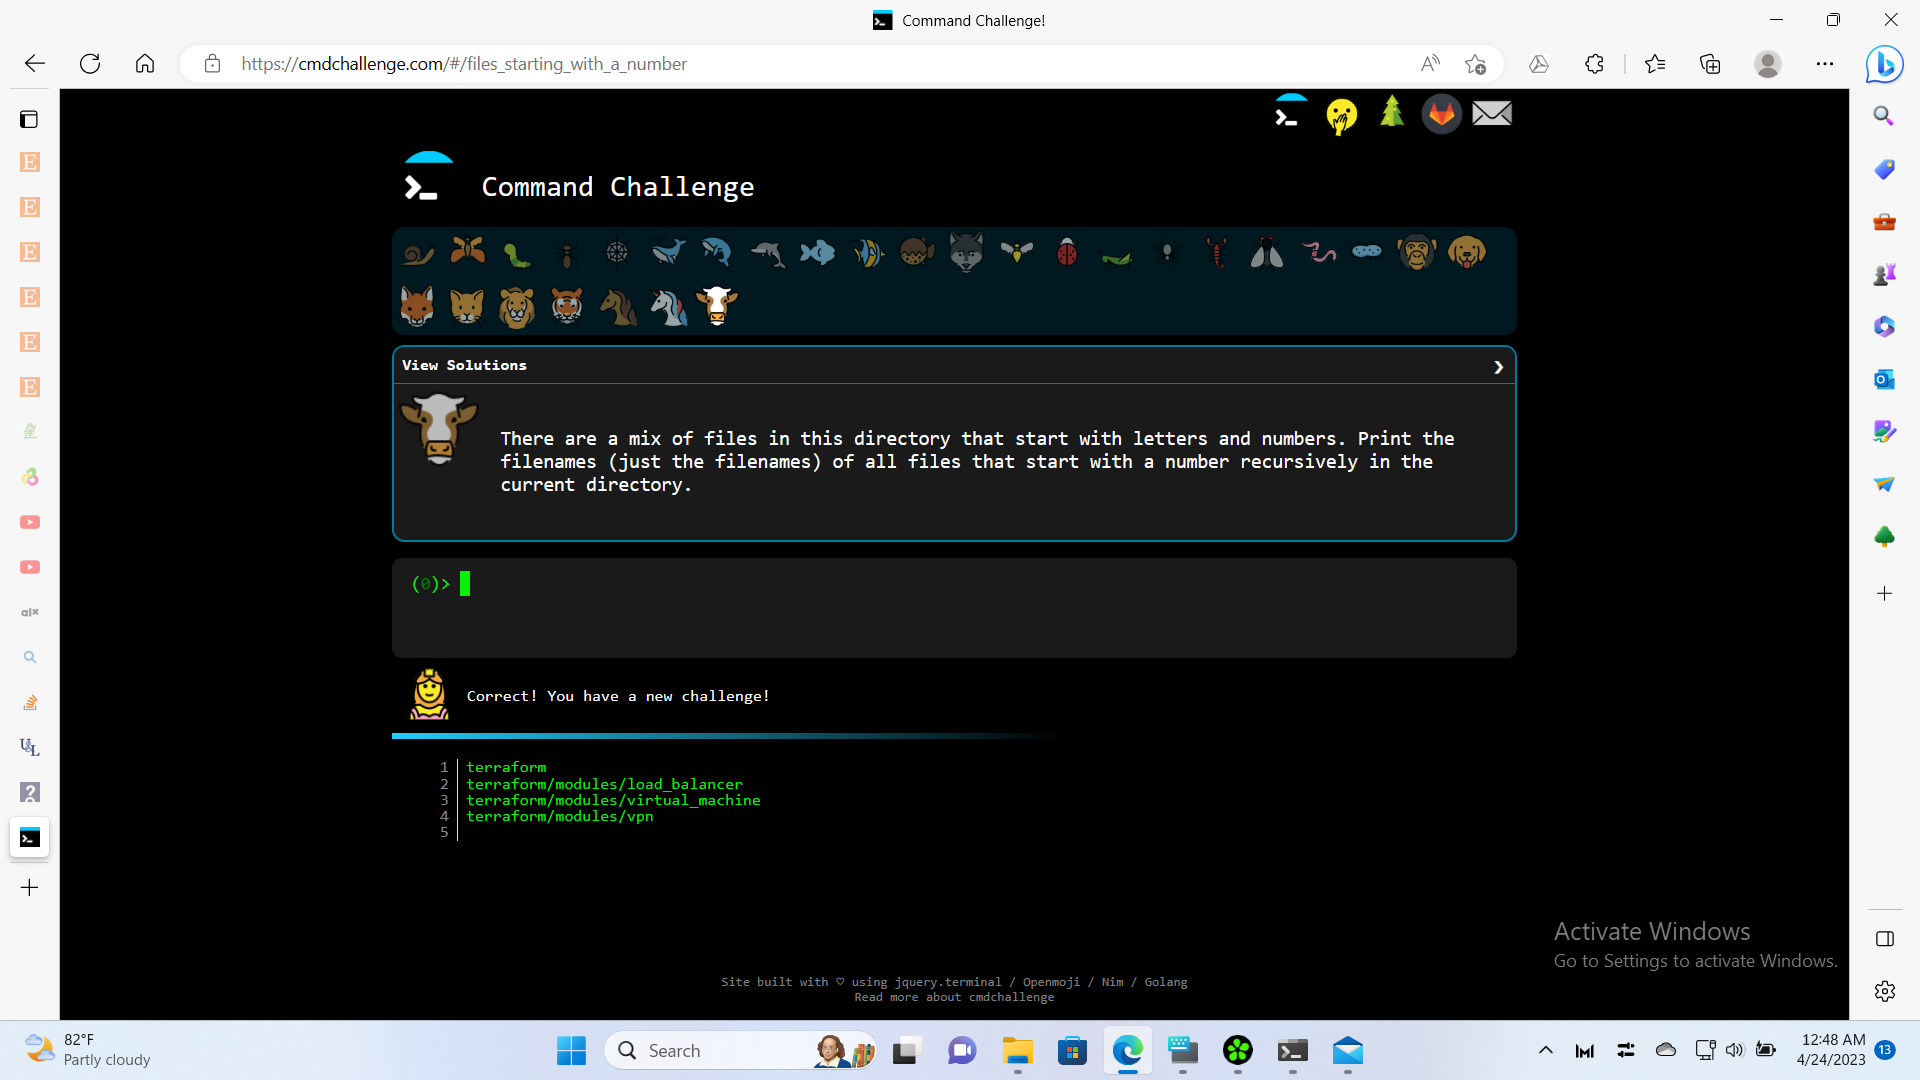 Command Challenge!
https://cmdchallenge.com/#/files_starting_with_a_number
Command Challenge
View Solutions
There are a mix of files in this directory that start with letters and numbers. Print the
filenames (just the filenames) of all files that start with a number recursively in the
current directory.
(0)>
Correct! You have a new challenge!
1 terraform
2 terraform/modules/load_balancer
3 terraform/modules/virtual_machine
4 terraform/modules/vpn
5
alx
Activate Windows
Go to Settings to activate Windows.
Site built with ♡ using jquery.terminal / Openmoji / Nim / Golang
Read more about cmdchallenge
82°F
Partly cloudy
Search
12:48 AM
4/24/2023
13